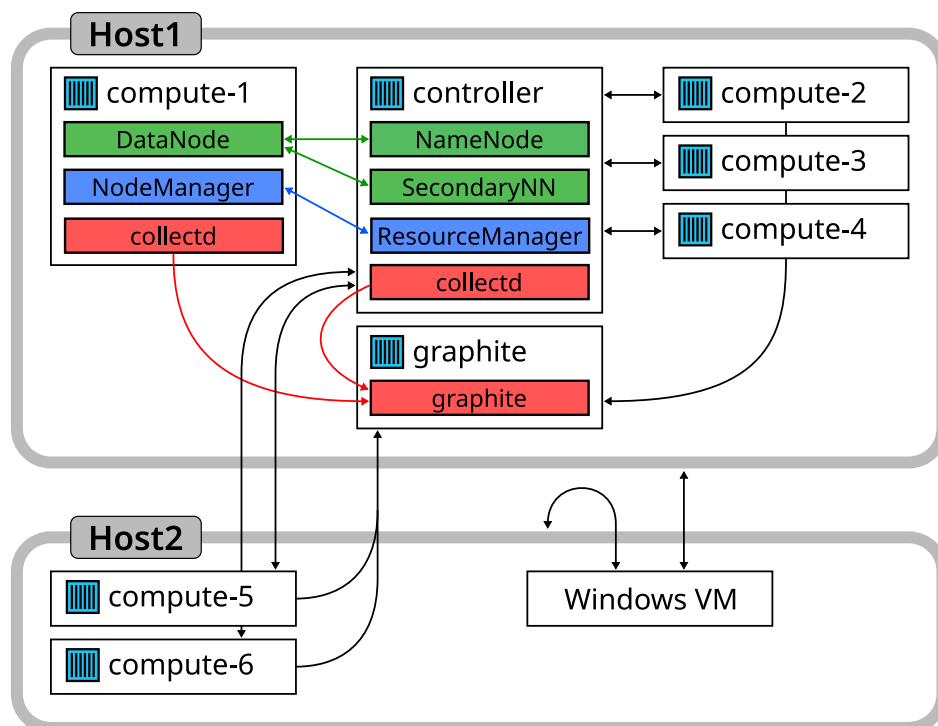 Host1
compute-1
DataNode
NodeManager
collectd
controller
NameNode
SecondaryNN
ResourceManager
collectd
graphite
graphite
compute-2
compute-3
compute-4
Host2
compute-5
compute-6
Windows VM